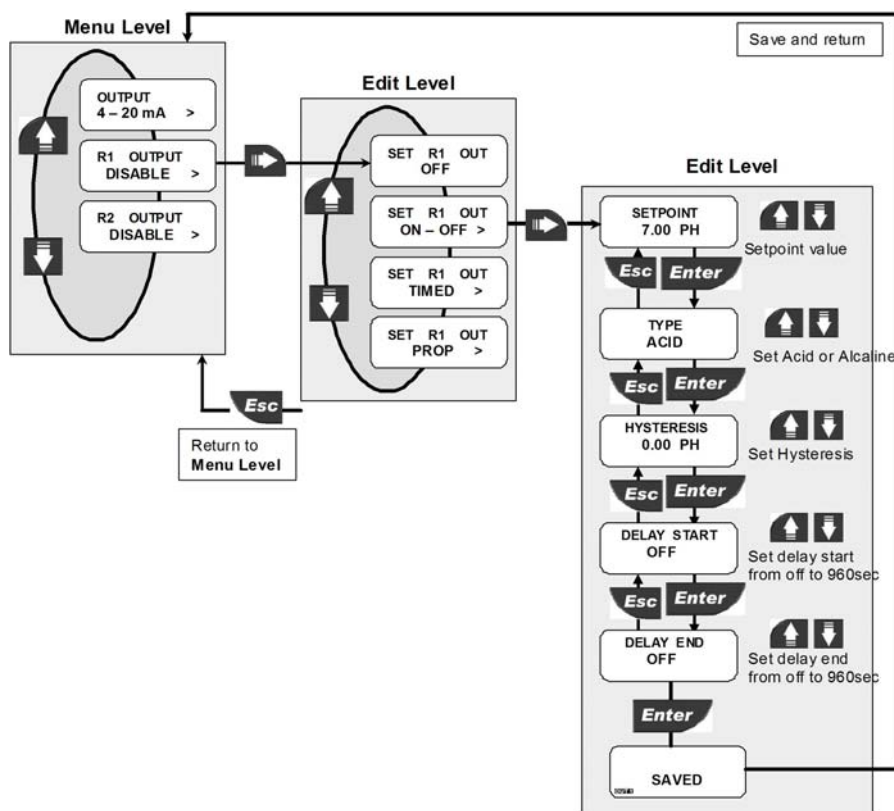 Menu Level
Save and return
OUTPUT
4 – 20 mA >
R1 OUTPUT
DISABLE >
R2 OUTPUT
DISABLE >
Edit Level
SET R1 OUT
OFF
SET R1 OUT
ON – OFF >
SET R1 OUT
TIMED >
SET R1 OUT
PROP >
Esc
Return to
Menu Level
Edit Level
SETPOINT
7.00 PH
Setpoint value
Esc Enter
TYPE
ACID
Set Acid or Alcaline
Esc Enter
HYSTERESIS
0.00 PH
Set Hysteresis
Esc Enter
DELAY START
OFF
Set delay start
from off to 960sec
Esc Enter
DELAY END
OFF
Set delay end
from off to 960sec
Enter
SAVED